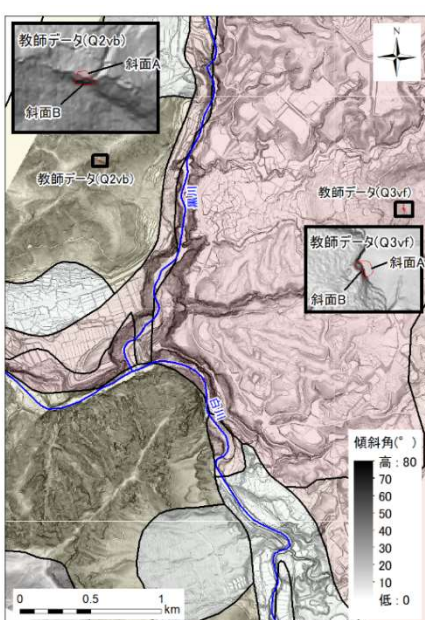 教師データ(Q2vb)
斜面A
斜面B
教師データ(Q2vb)
N
黒川
教師データ(Q3vf)
教師データ(Q3vf)
斜面A
斜面B
白川
傾斜角(°)
高 : 80
70
60
50
40
30
20
10
低 : 0
0 0.5 1
km